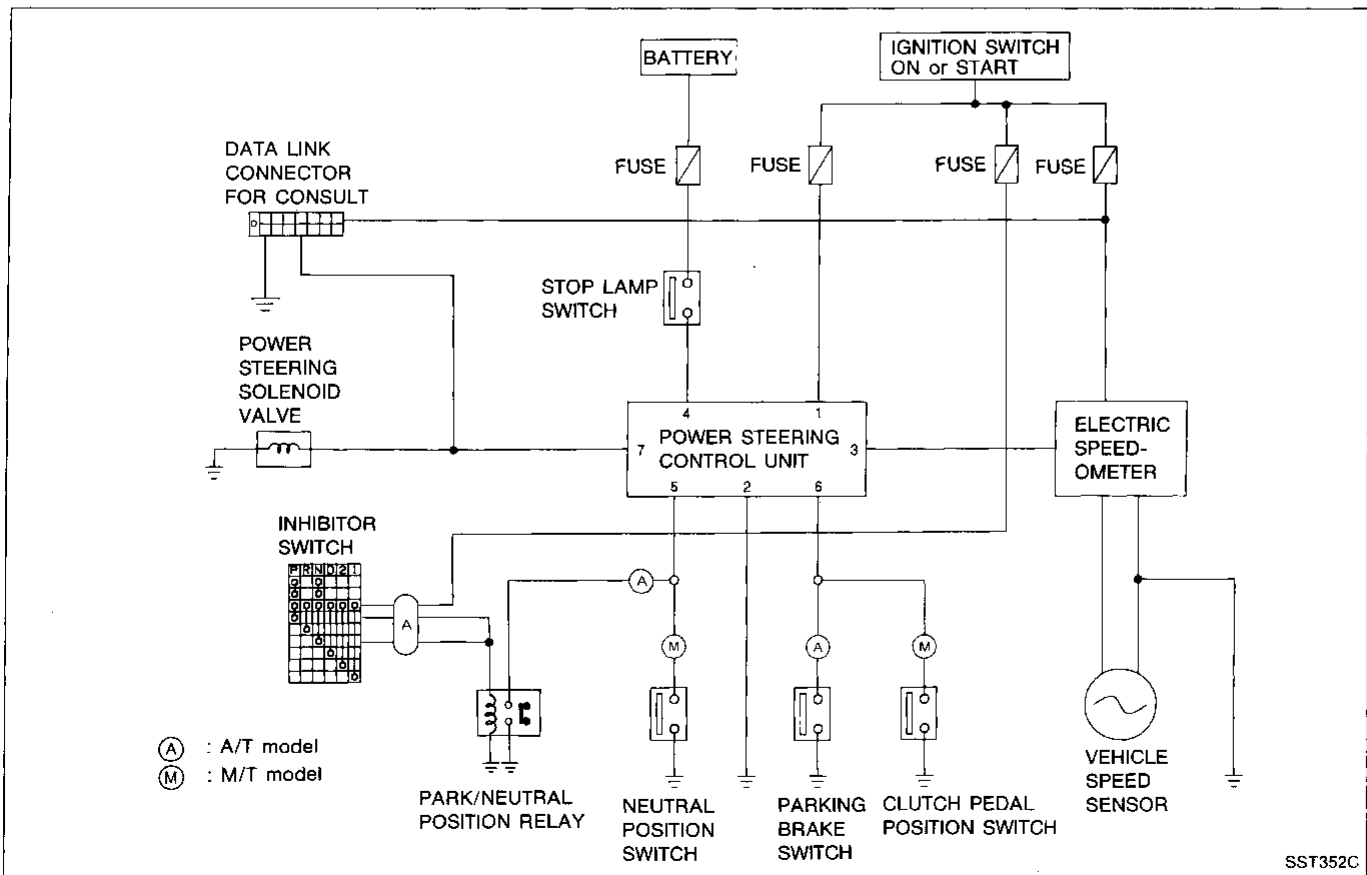 BATTERY
IGNITION SWITCH
ON or START
DATA LINK
CONNECTOR
FOR CONSULT
FUSE
FUSE
FUSE
FUSE
STOP LAMP
SWITCH
POWER
STEERING
SOLENOID
VALVE
4
1
7
POWER STEERING
CONTROL UNIT
3
5
2
6
ELECTRIC
SPEED-
OMETER
INHIBITOR
SWITCH
P R N D 2 1
A
A
M
A
M
A : A/T model
M : M/T model
PARK/NEUTRAL
POSITION RELAY
NEUTRAL
POSITION
SWITCH
PARKING
BRAKE
SWITCH
CLUTCH PEDAL
POSITION SWITCH
VEHICLE
SPEED
SENSOR
SST352C